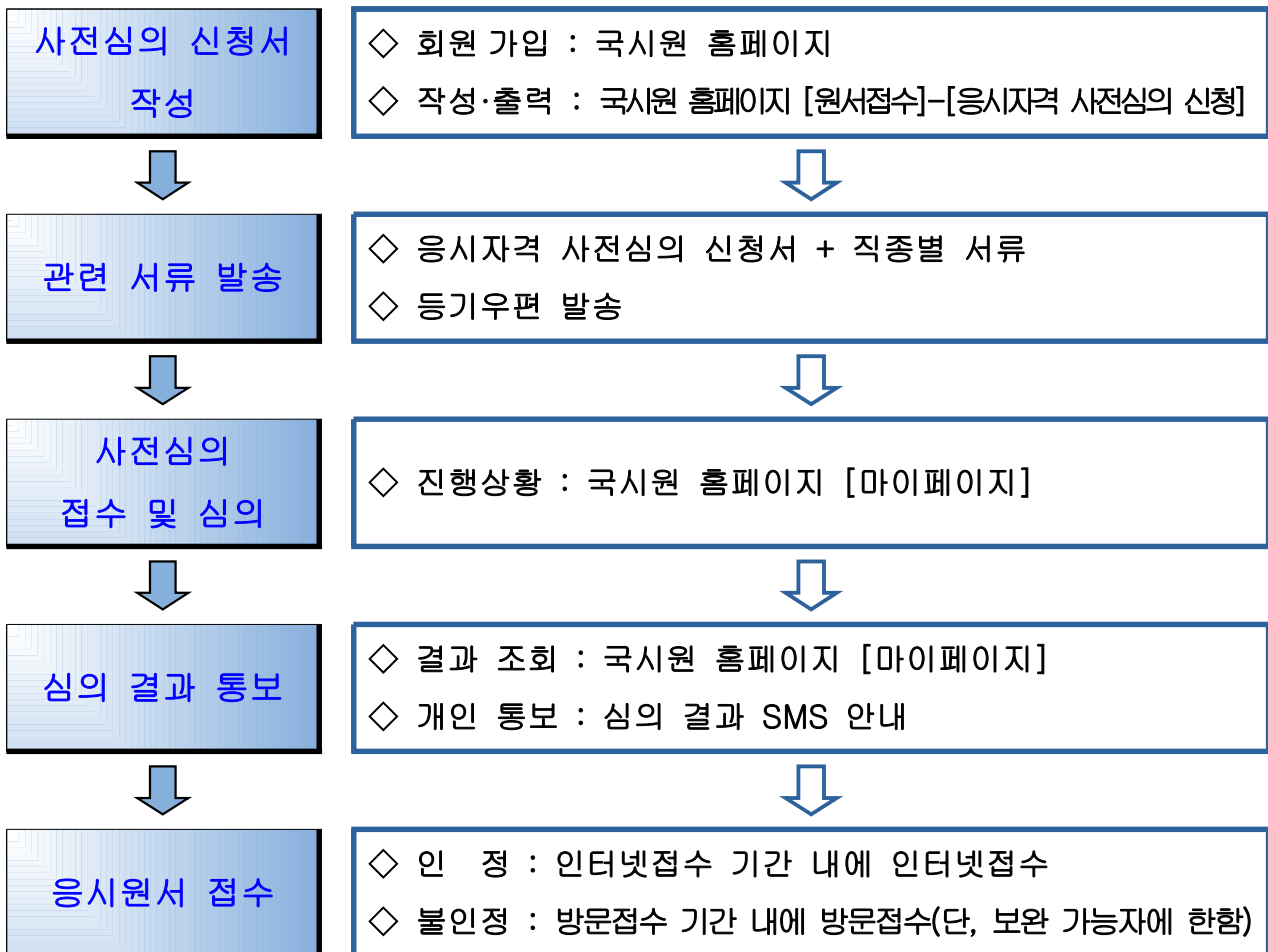 사전심의 신청서
작성
◇ 회원 가입 : 국시원 홈페이지
◇ 작성·출력 : 국시원 홈페이지 [원서접수]-[응시자격 사전심의 신청]
관련 서류 발송
◇ 응시자격 사전심의 신청서 + 직종별 서류
◇ 등기우편 발송
사전심의
접수 및 심의
◇ 진행상황 : 국시원 홈페이지 [마이페이지]
심의 결과 통보
◇ 결과 조회 : 국시원 홈페이지 [마이페이지]
◇ 개인 통보 : 심의 결과 SMS 안내
응시원서 접수
◇ 인 정 : 인터넷접수 기간 내에 인터넷접수
◇ 불인정 : 방문접수 기간 내에 방문접수(단, 보완 가능자에 한함)